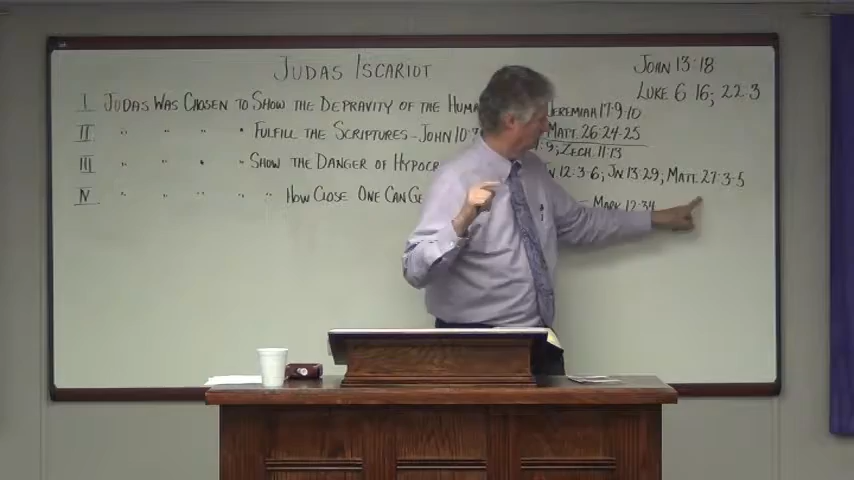 JUDAS ISCARIOT
JOHN 13:18
LUKE 6:16; 22:3
I JUDAS WAS CHOSEN TO SHOW THE DEPRAVITY OF THE HUM JEREMIAH 17:9-10
II " " " " FULFILL THE SCRIPTURES - JOHN MATT. 26:24-25
:9; ZECH. 11:13
III " " " " SHOW THE DANGER OF HYPOCR JN. 12:3-6; JN. 13:29; MATT. 27:3-5
IV " " " " " HOW CLOSE ONE CAN GE - MARK 12:34